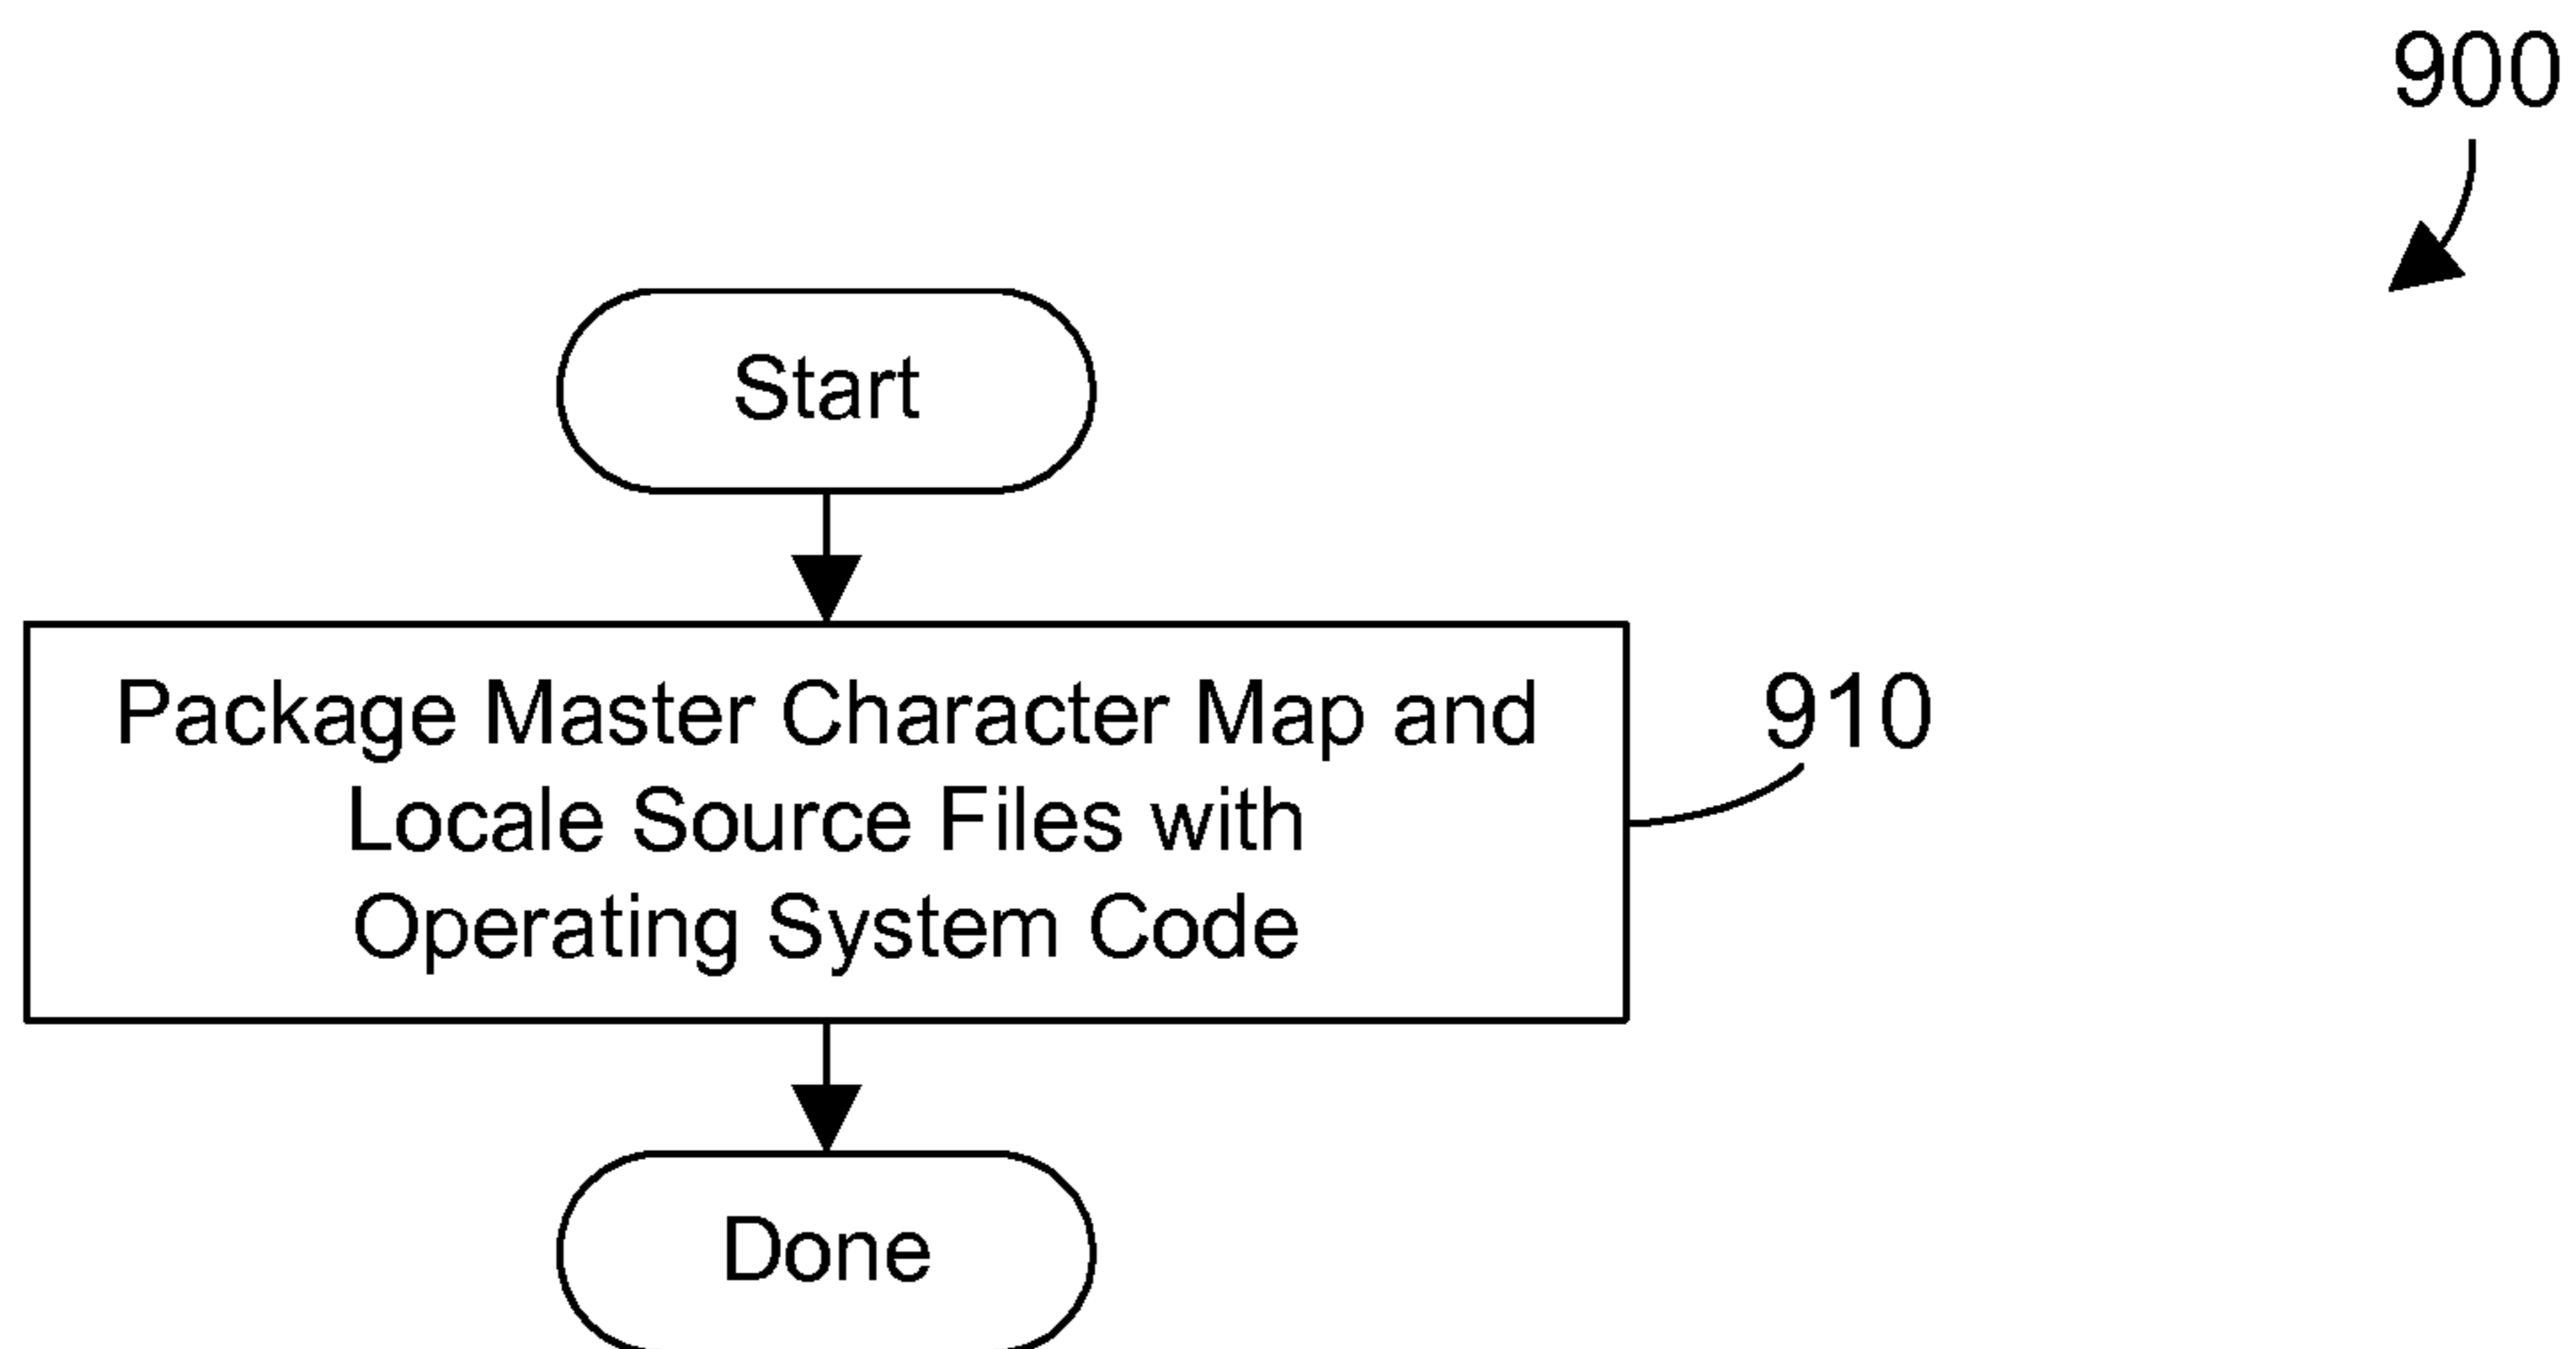 900
Start
Package Master Character Map and
Locale Source Files with
Operating System Code
910
Done